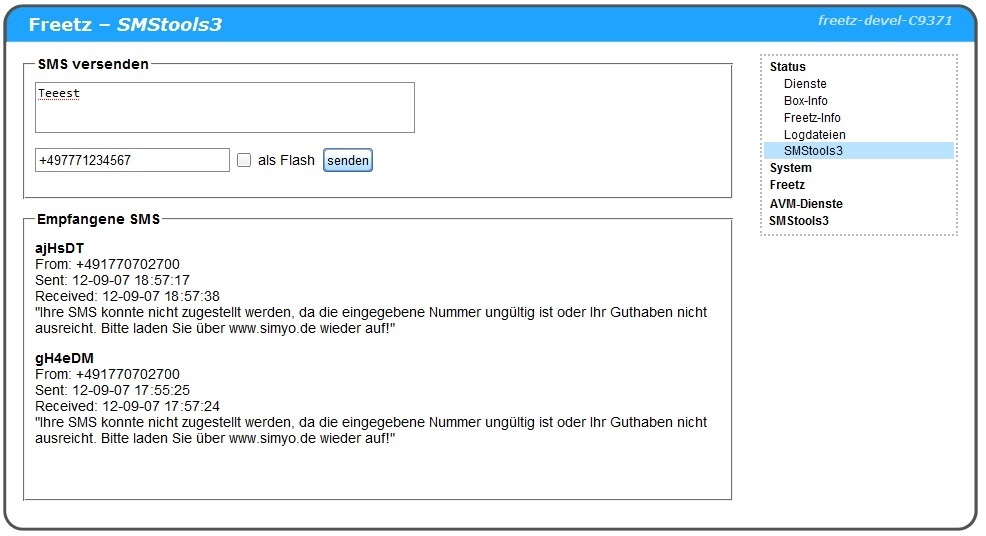 Freetz – SMStools3
freetz-devel-C9371
SMS versenden
Teeest
+497771234567
als Flash
senden
Empfangene SMS
ajHsDT
From: +491770702700
Sent: 12-09-07 18:57:17
Received: 12-09-07 18:57:38
"Ihre SMS konnte nicht zugestellt werden, da die eingegebene Nummer ungültig ist oder Ihr Guthaben nicht
ausreicht. Bitte laden Sie über www.simyo.de wieder auf!"
gH4eDM
From: +491770702700
Sent: 12-09-07 17:55:25
Received: 12-09-07 17:57:24
"Ihre SMS konnte nicht zugestellt werden, da die eingegebene Nummer ungültig ist oder Ihr Guthaben nicht
ausreicht. Bitte laden Sie über www.simyo.de wieder auf!"
Status
Dienste
Box-Info
Freetz-Info
Logdateien
SMStools3
System
Freetz
AVM-Dienste
SMStools3